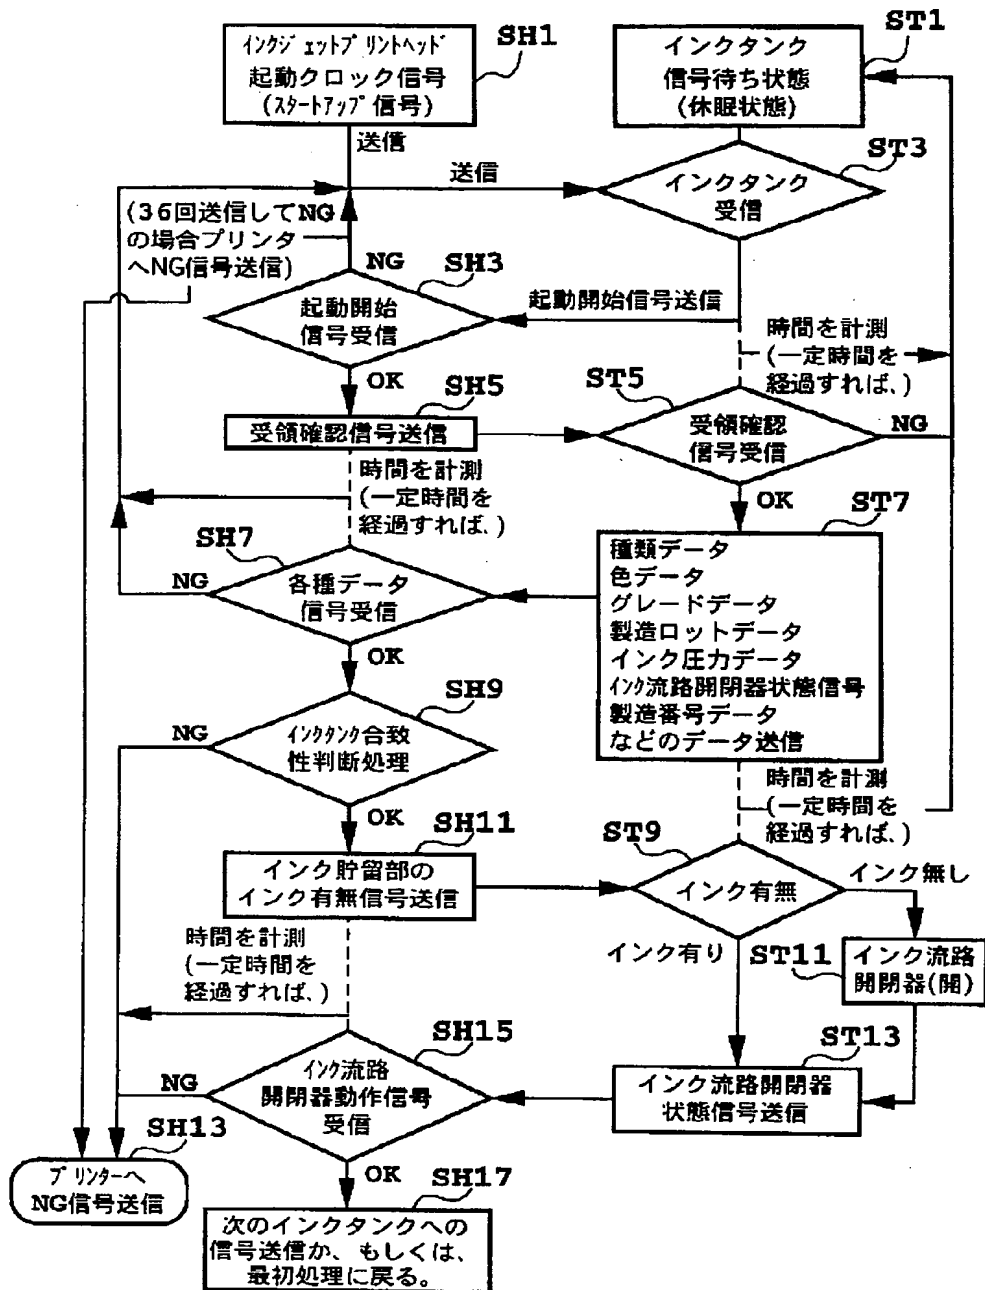 インクジェットプリントヘッド
起動クロック信号
(スタートアップ信号)
SH1
インクタンク
信号待ち状態
(休眠状態)
ST1
送信
送信
インクタンク
受信
ST3
(36回送信してNG
の場合プリンタ
へNG信号送信)
NG
SH3
起動開始
信号受信
起動開始信号送信
時間を計測
(一定時間を
経過すれば、)
OK
SH5
受領確認信号送信
ST5
受領確認
信号受信
NG
時間を計測
(一定時間を
経過すれば、)
OK
ST7
SH7
NG
各種データ
信号受信
種類データ
色データ
グレードデータ
製造ロットデータ
インク圧力データ
インク流路開閉器状態信号
製造番号データ
などのデータ送信
OK
SH9
NG
インクタンク合致
性判断処理
時間を計測
(一定時間を
経過すれば、)
OK
SH11
インク貯留部の
インク有無信号送信
ST9
インク有無
インク無し
時間を計測
(一定時間を
経過すれば、)
インク有り
ST11
インク流路
開閉器(開)
SH15
NG
インク流路
開閉器動作信号
受信
ST13
インク流路開閉器
状態信号送信
SH13
プリンターへ
NG信号送信
OK
SH17
次のインクタンクへの
信号送信か、もしくは、
最初処理に戻る。